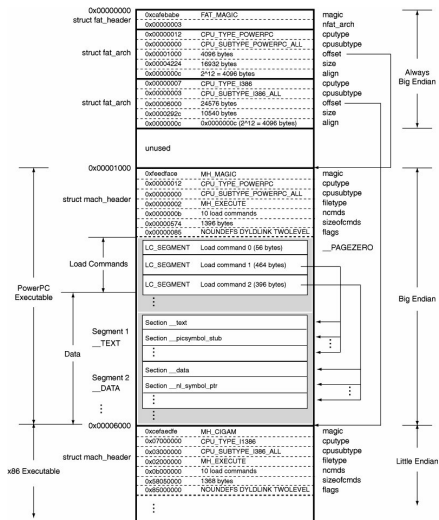 0x00000000
struct fat_header
0xcafebabe FAT_MAGIC magic
0x00000003 nfat_arch
struct fat_arch
0x00000012 CPU_TYPE_POWERPC cputype
0x00000000 CPU_SUBTYPE_POWERPC_ALL cpusubtype
0x00001000 4096 bytes offset
0x00004224 16932 bytes size
0x0000000c 2^12 = 4096 bytes align
struct fat_arch
0x00000007 CPU_TYPE_I386 cputype
0x00000003 CPU_SUBTYPE_I386_ALL cpusubtype
0x00006000 24576 bytes offset
0x0000292c 10540 bytes size
0x0000000c 0x0000000c (2^12 = 4096 bytes) align
Always
Big Endian
unused
0x00001000
struct mach_header
0xfeedface MH_MAGIC magic
0x00000012 CPU_TYPE_POWERPC cputype
0x00000000 CPU_SUBTYPE_POWERPC_ALL cpusubtype
0x00000002 MH_EXECUTE filetype
0x0000000b 10 load commands ncmds
0x00000574 1396 bytes sizeofcmds
0x00000085 NOUNDEFS DYLDLINK TWOLEVEL flags
Load Commands
LC_SEGMENT Load command 0 (56 bytes) __PAGEZERO
LC_SEGMENT Load command 1 (464 bytes)
LC_SEGMENT Load command 2 (396 bytes)
PowerPC
Executable
Big Endian
Data
Segment 1
__TEXT
Section __text
Section __picsymbol_stub
Segment 2
__DATA
Section __data
Section __nl_symbol_ptr
0x00006000
x86 Executable
struct mach_header
0xcefaedfe MH_CIGAM magic
0x07000000 CPU_TYPE_I1386 cputype
0x03000000 CPU_SUBTYPE_I386_ALL cpusubtype
0x02000000 MH_EXECUTE filetype
0x0b000000 10 load commands ncmds
0x58050000 1368 bytes sizeofcmds
0x85000000 NOUNDEFS DYLDLINK TWOLEVEL flags
Little Endian